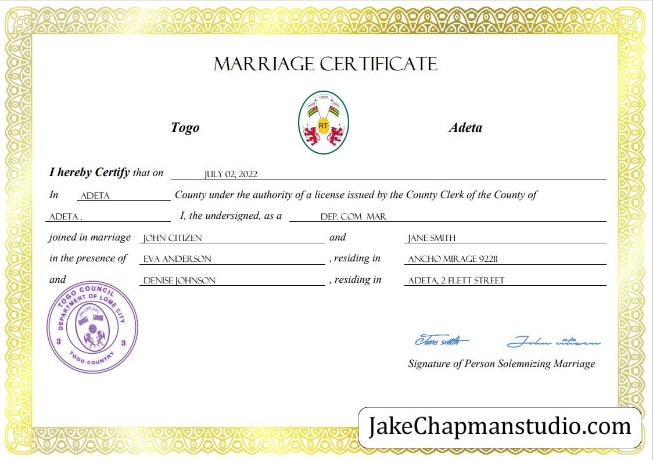 MARRIAGE CERTIFICATE
Togo
RT
Adeta
I hereby Certify that on JULY 02, 2022
In ADETA County under the authority of a license issued by the County Clerk of the County of
ADETA , I, the undersigned, as a DEP. COM MAR
joined in marriage JOHN CITIZEN and JANE SMITH
in the presence of EVA ANDERSON , residing in ANCHO MIRAGE 92211
and DENISE JOHNSON , residing in ADETA, 2 FLETT STREET
TOGO COUNCIL
DEPARTMENT OF LOME CITY
3 3
TOGO COUNTRY
Signature of Person Solemnizing Marriage
JakeChapmanstudio.com